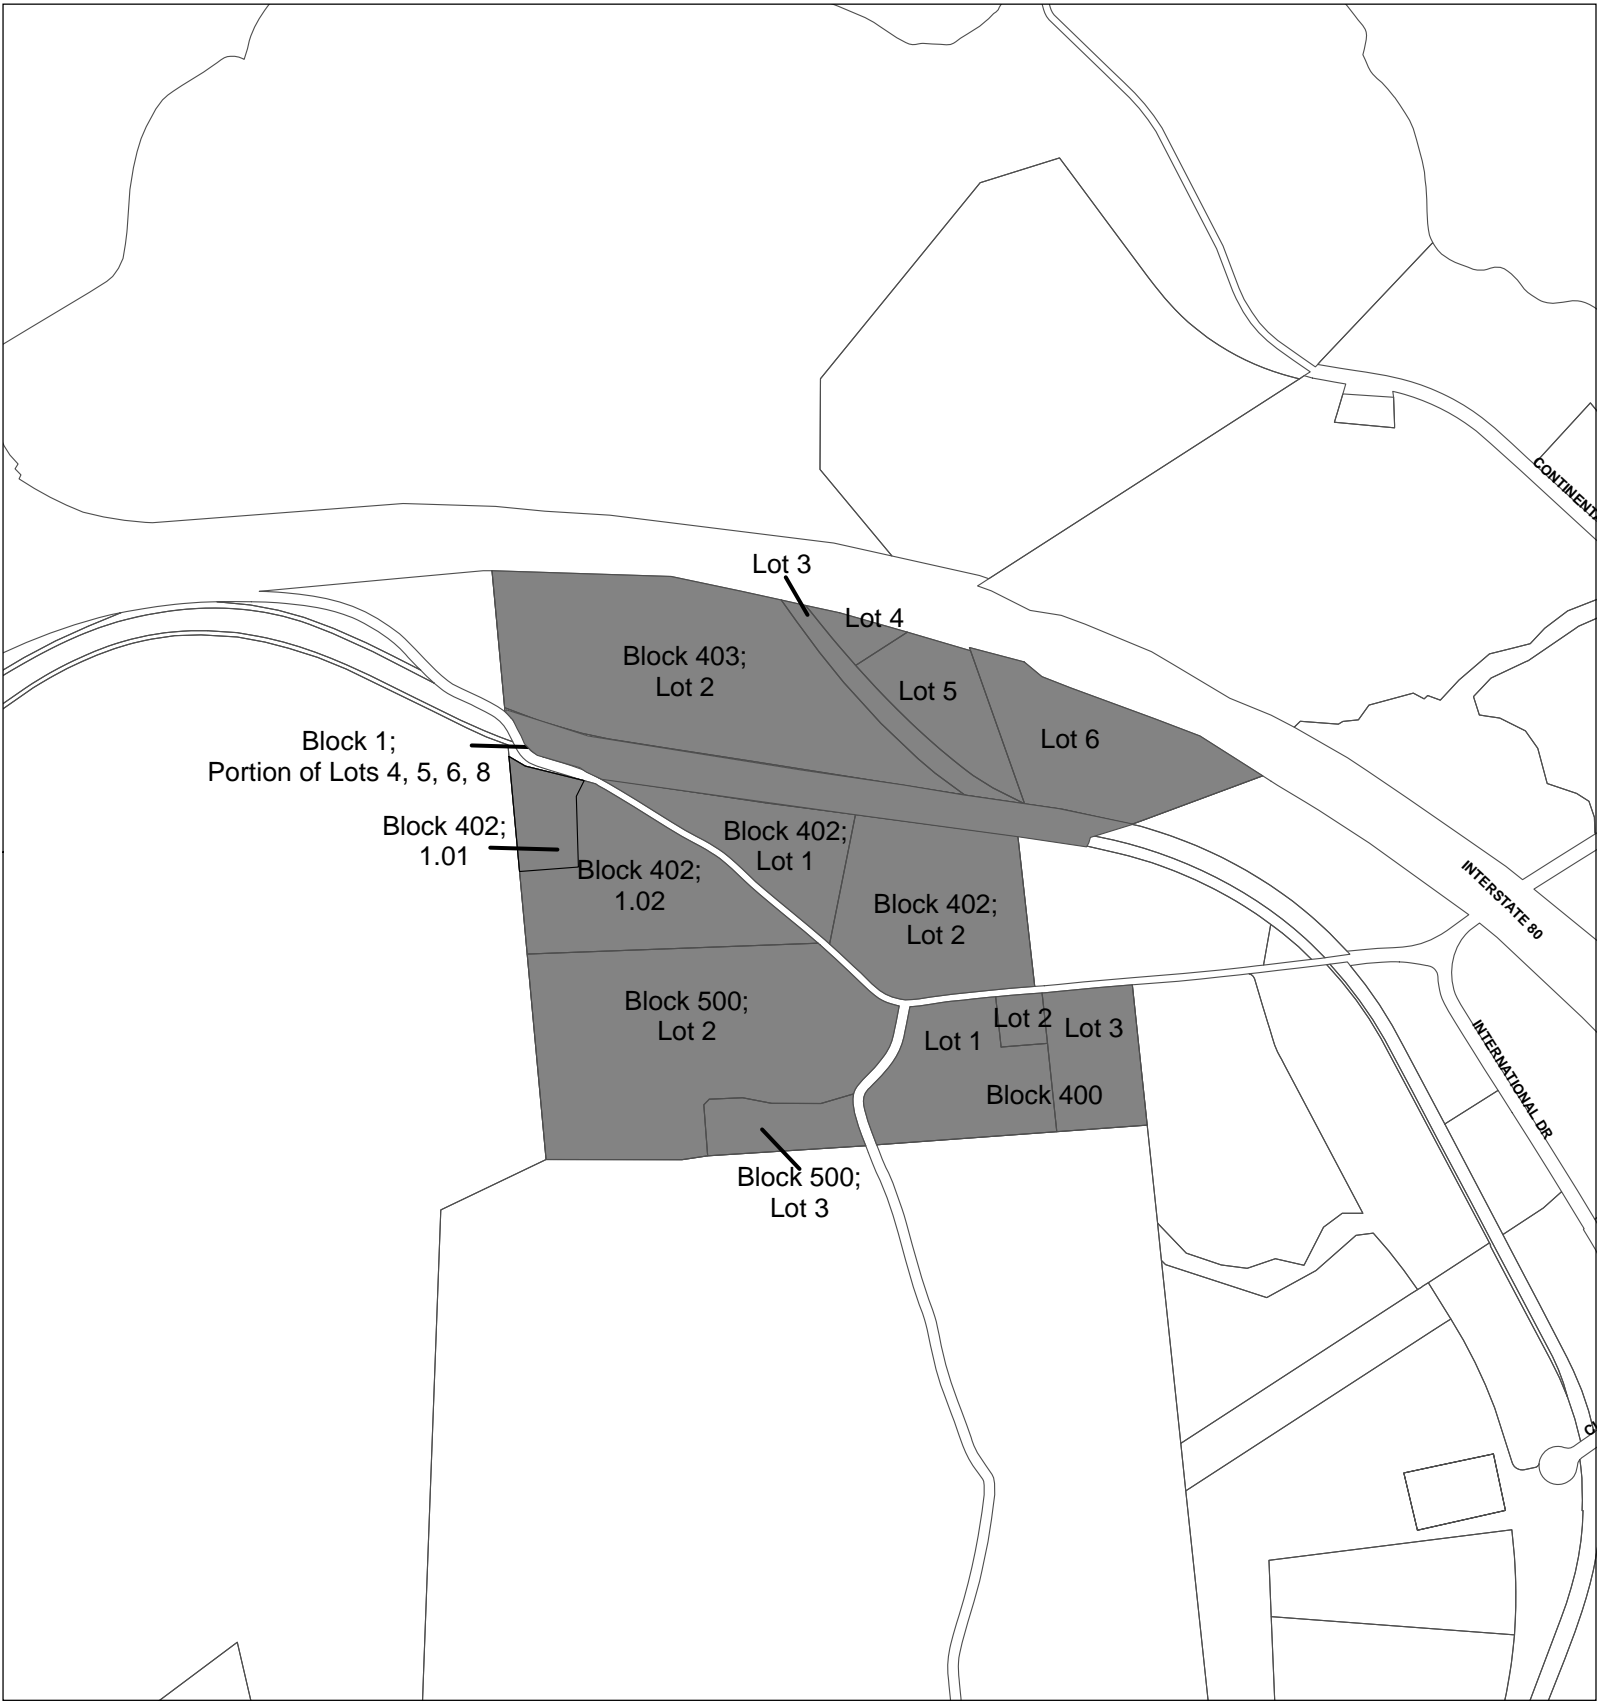 CONTINENTA
Lot 3
Lot 4
Block 403;
Lot 2
Lot 5
Lot 6
Block 1;
Portion of Lots 4, 5, 6, 8
Block 402;
1.01
Block 402;
Lot 1
Block 402;
1.02
Block 402;
Lot 2
INTERSTATE 80
Block 500;
Lot 2
Lot 1
Lot 2
Lot 3
Block 400
INTERNATIONAL DR
Block 500;
Lot 3